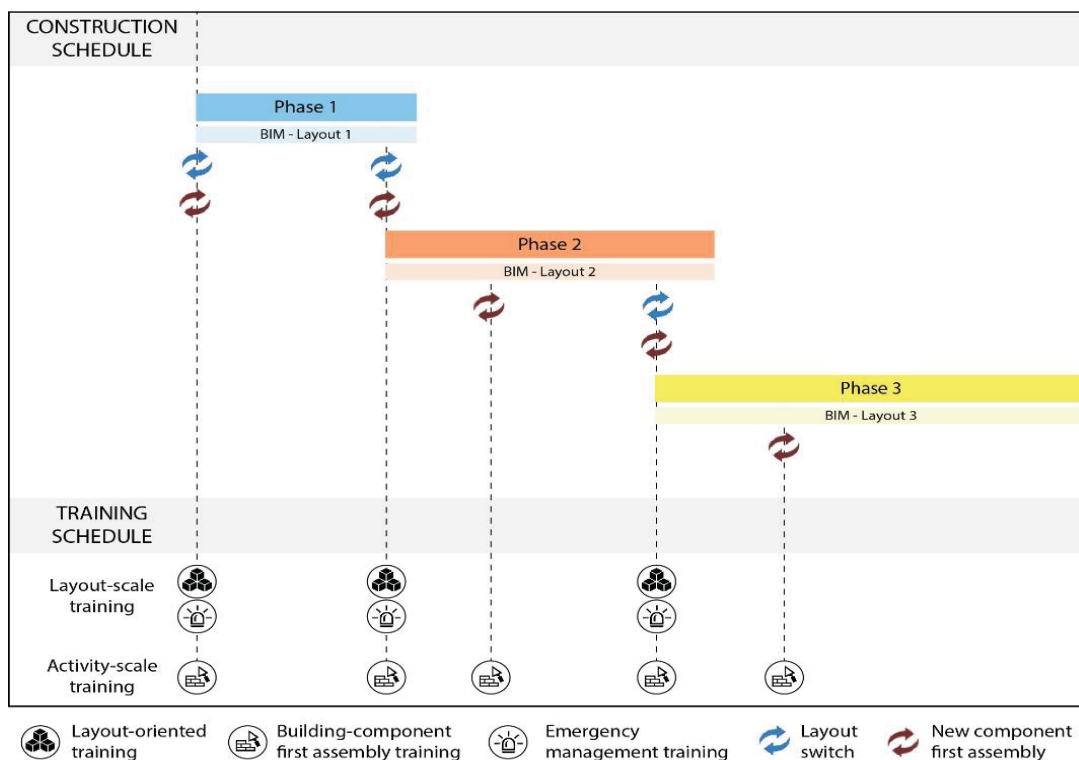 CONSTRUCTION
SCHEDULE
Phase 1
BIM - Layout 1
Phase 2
BIM - Layout 2
Phase 3
BIM - Layout 3
TRAINING
SCHEDULE
Layout-scale
training
Activity-scale
training
Layout-oriented
training
Building-component
first assembly training
Emergency
management training
Layout
switch
New component
first assembly